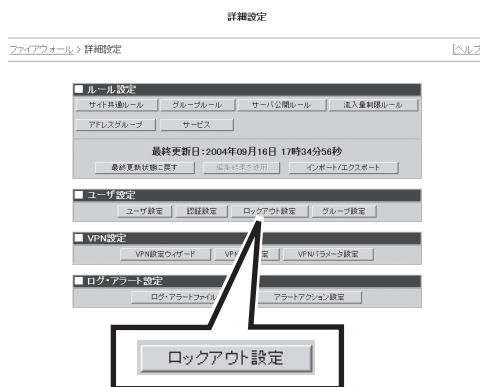 詳細設定
ファイアウォール > 詳細設定
[ヘルプ
■ ルール設定
サイト共通ルール グループルール サーバ公開ルール 流入量制限ルール
アドレスグループ サービス
最終更新日:2004年09月16日 17時34分56秒
最終更新状態に戻す 編集結果を適用 インポート/エクスポート
■ ユーザ設定
ユーザ設定 認証設定 ロックアウト設定 グループ設定
■ VPN設定
VPN設定ウィザード VPN 定 VPNパラメータ設定
■ ログ・アラート設定
ログ・アラートファイル アラートアクション設定
ロックアウト設定